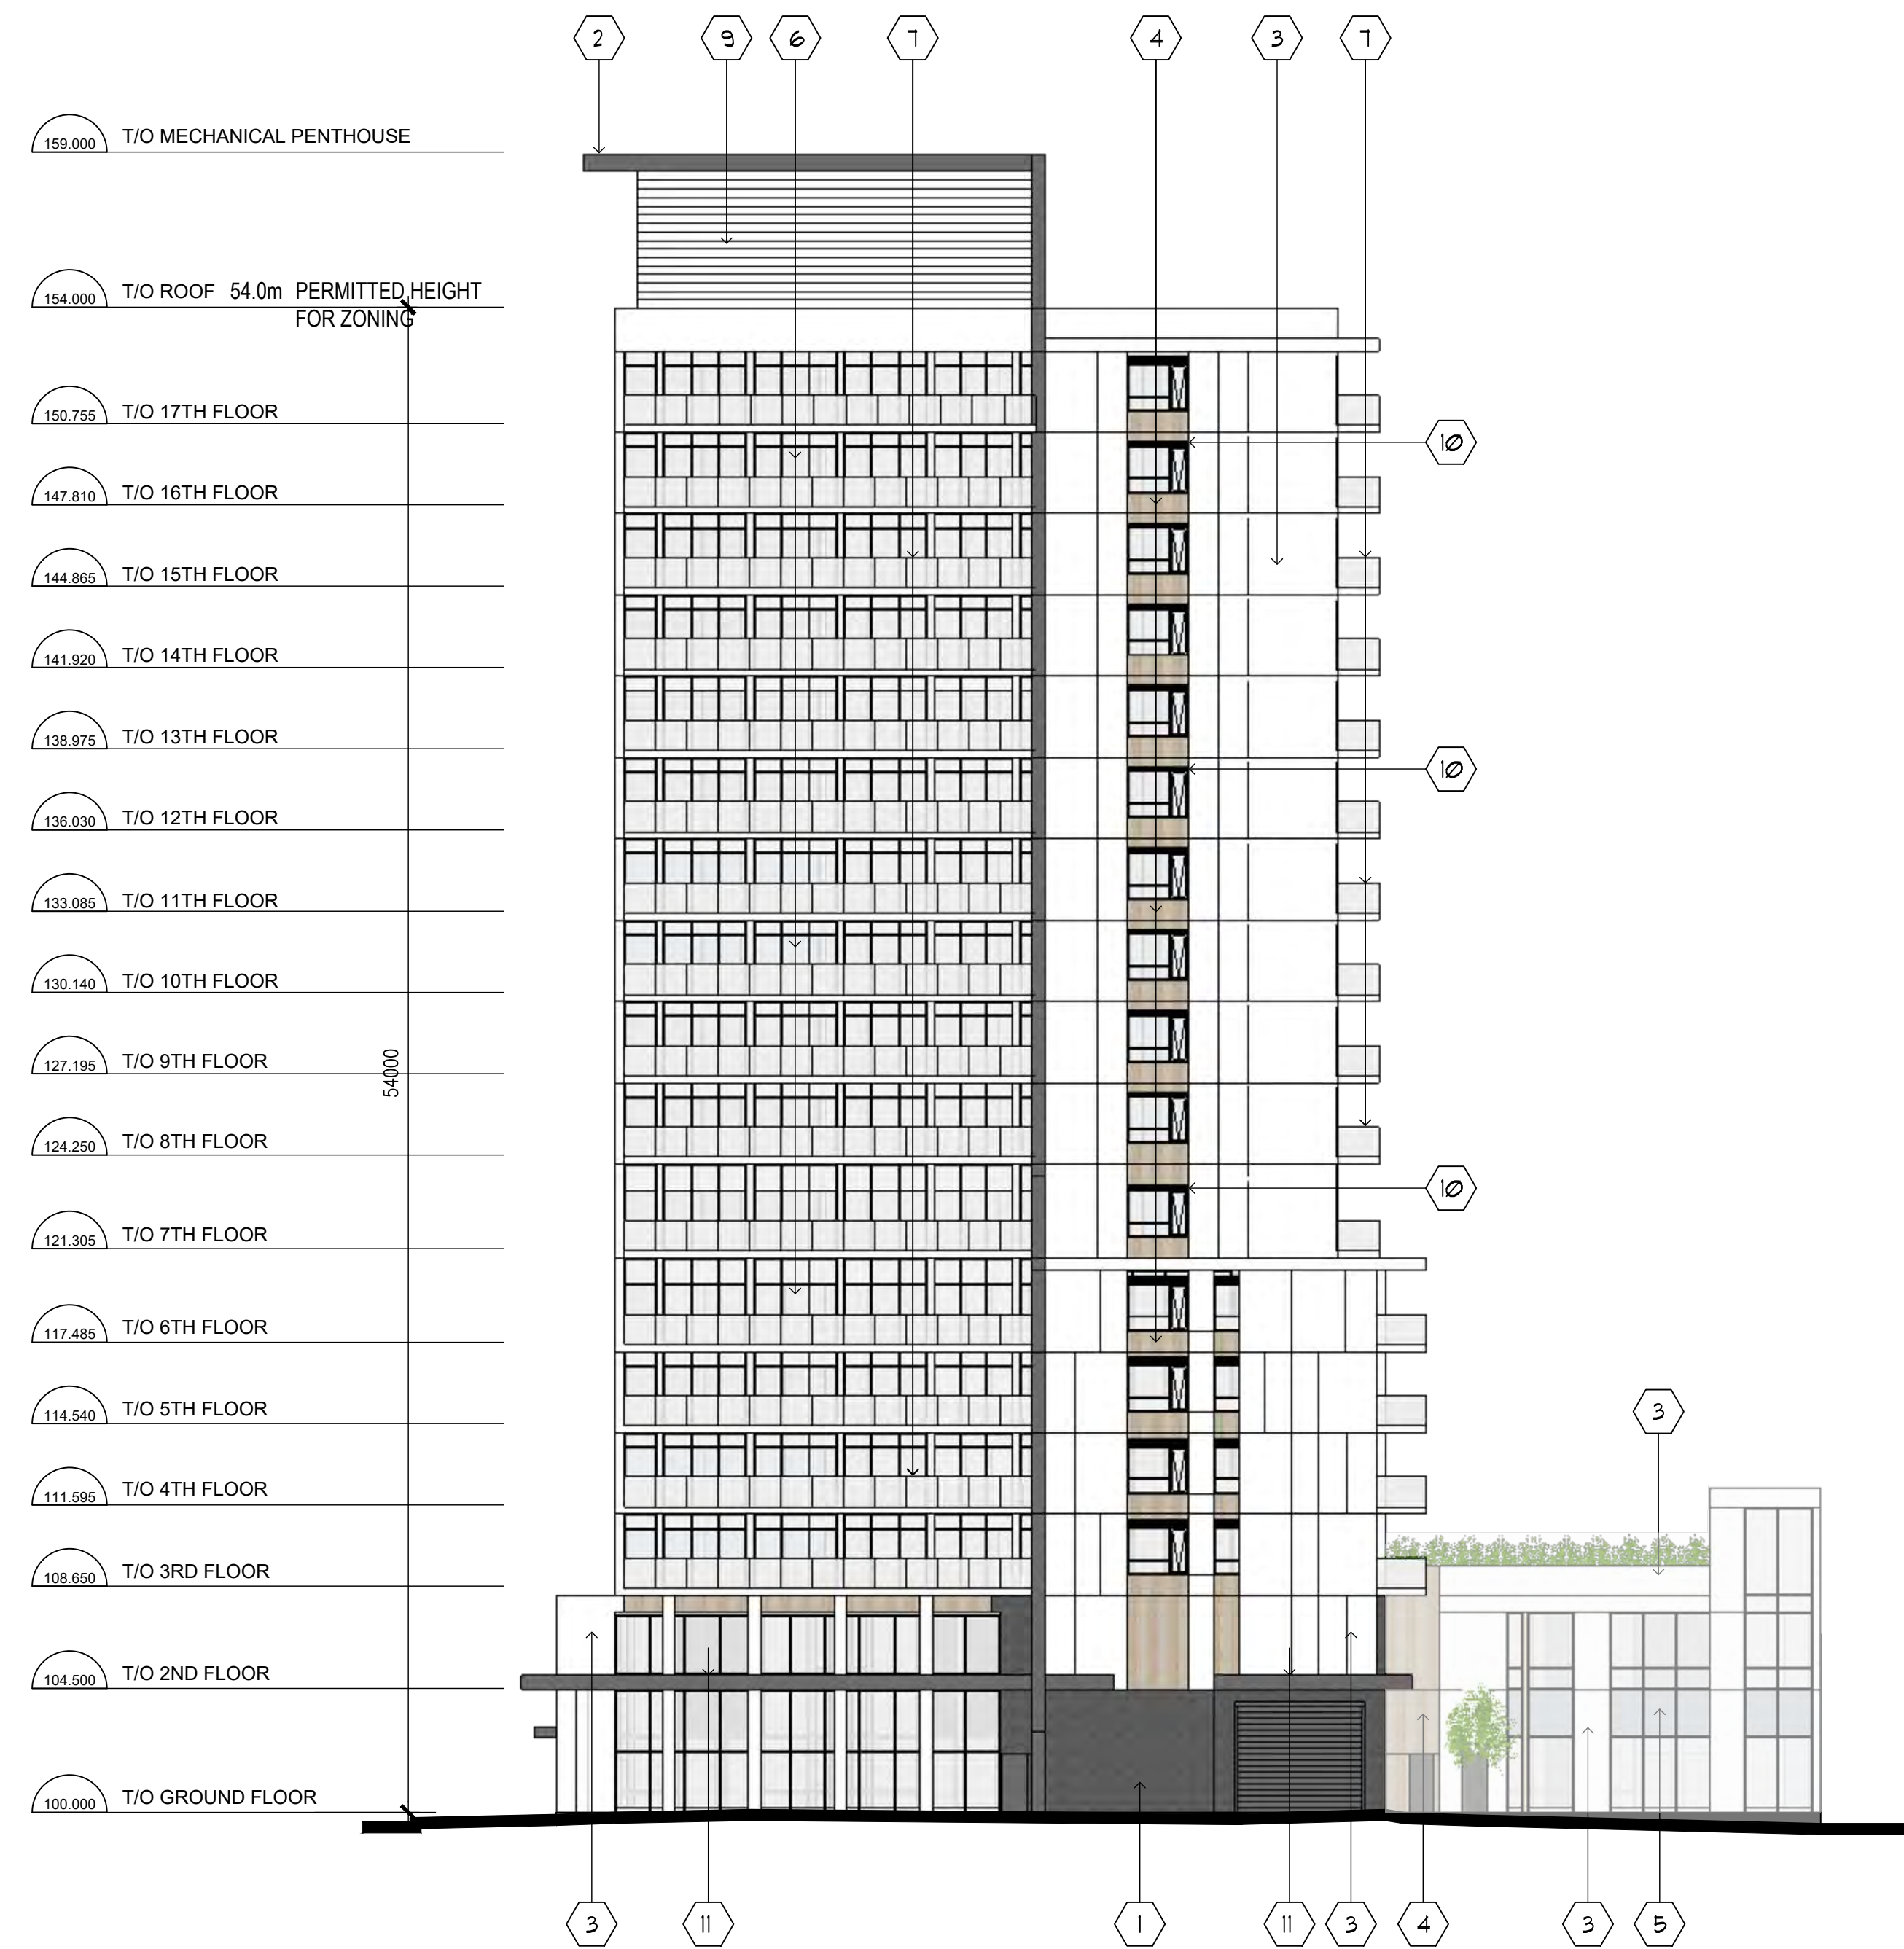 2 9 6 7 4 3 7
159.000 T/O MECHANICAL PENTHOUSE
154.000 T/O ROOF 54.0m PERMITTED HEIGHT
FOR ZONING
150.755 T/O 17TH FLOOR
10
147.810 T/O 16TH FLOOR
144.865 T/O 15TH FLOOR
141.920 T/O 14TH FLOOR
138.975 T/O 13TH FLOOR
10
136.030 T/O 12TH FLOOR
133.085 T/O 11TH FLOOR
130.140 T/O 10TH FLOOR
127.195 T/O 9TH FLOOR
54000
124.250 T/O 8TH FLOOR
10
121.305 T/O 7TH FLOOR
117.485 T/O 6TH FLOOR
114.540 T/O 5TH FLOOR
3
111.595 T/O 4TH FLOOR
108.650 T/O 3RD FLOOR
104.500 T/O 2ND FLOOR
100.000 T/O GROUND FLOOR
3 11 1 11 3 4 3 5